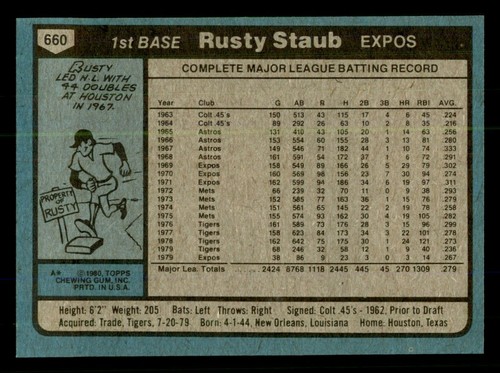 660 1st BASE Rusty Staub EXPOS
RUSTY
LED N.L. WITH
44 DOUBLES
AT HOUSTON
IN 1967.
PROPERTY
OF
RUSTY
COMPLETE MAJOR LEAGUE BATTING RECORD
Year Club G AB R H 2B 3B HR RBI AVG.
1963 Colt .45's 150 513 43 115 17 4 6 45 .224
1964 Colt .45's 89 292 26 63 10 2 8 35 .216
1965 Astros 131 410 43 105 20 1 14 63 .256
1966 Astros 153 554 60 155 28 3 13 81 .280
1967 Astros 149 546 71 182 44 1 10 74 .333
1968 Astros 161 591 54 172 37 1 6 72 .291
1969 Expos 158 549 89 166 26 5 29 79 .302
1970 Expos 160 569 98 156 23 7 30 94 .274
1971 Expos 162 599 94 186 34 6 19 97 .311
1972 Mets 66 239 32 70 11 0 9 38 .293
1973 Mets 152 585 77 163 36 1 15 76 .279
1974 Mets 151 561 65 145 22 2 19 78 .258
1975 Mets 155 574 93 162 30 4 19 105 .282
1976 Tigers 161 589 73 176 28 3 15 96 .299
1977 Tigers 158 623 84 173 34 3 22 101 .278
1978 Tigers 162 642 75 175 30 1 24 121 .273
1979 Tigers 68 246 32 58 12 1 9 40 .236
1979 Expos 38 86 9 23 3 0 3 14 .267
Major Lea. Totals 2424 8768 1118 2445 445 45 270 1309 .279
A* © 1980, TOPPS
CHEWING GUM, INC.
PRTD. IN U.S.A.
Height: 6'2" Weight: 205 Bats: Left Throws: Right Signed: Colt .45's - 1962, Prior to Draft
Acquired: Trade, Tigers, 7-20-79 Born: 4-1-44, New Orleans, Louisiana Home: Houston, Texas